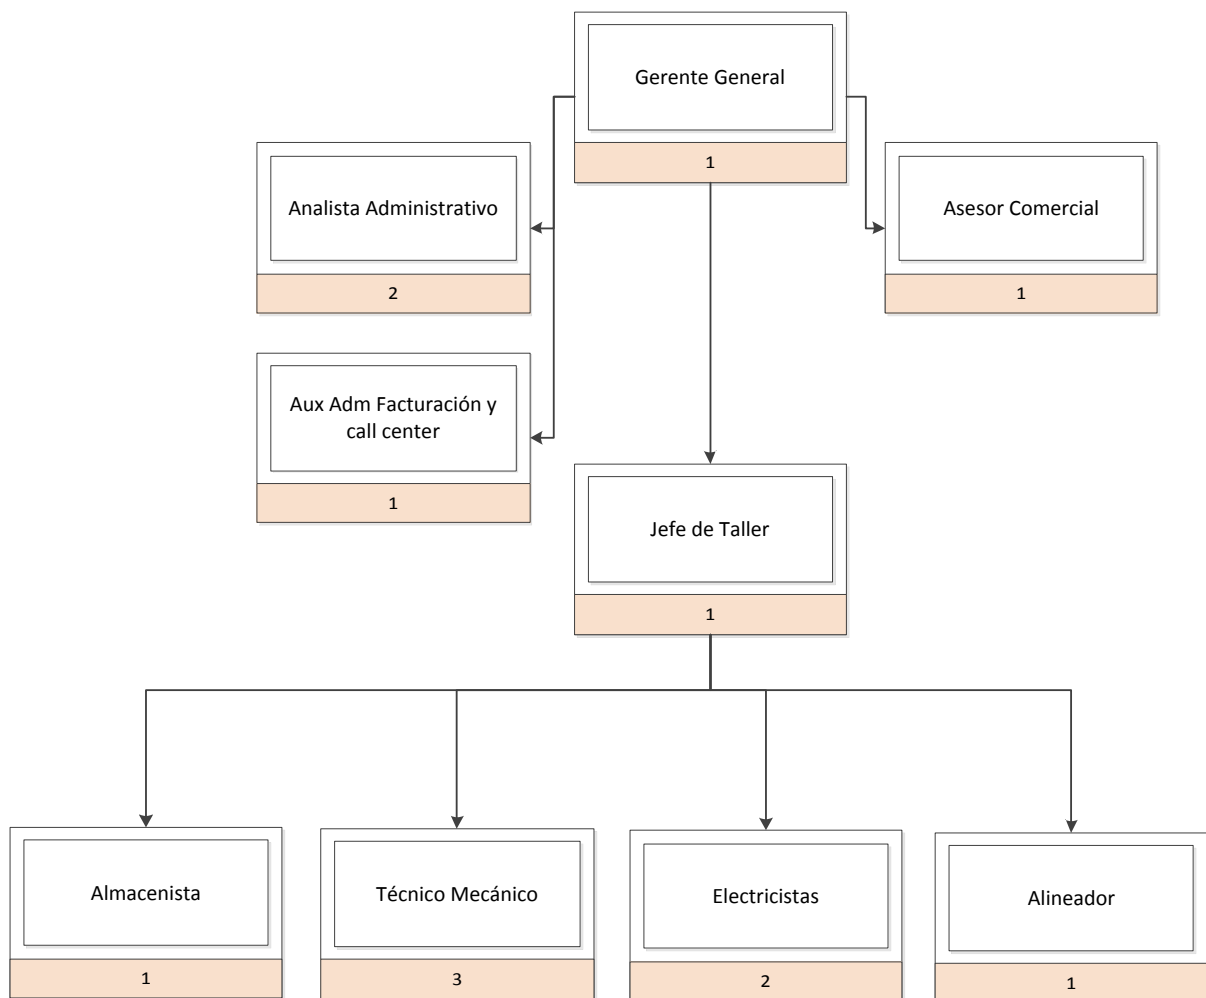 Gerente General
1
Analista Administrativo
2
Asesor Comercial
1
Aux Adm Facturación y
call center
1
Jefe de Taller
1
Almacenista
1
Técnico Mecánico
3
Electricistas
2
Alineador
1